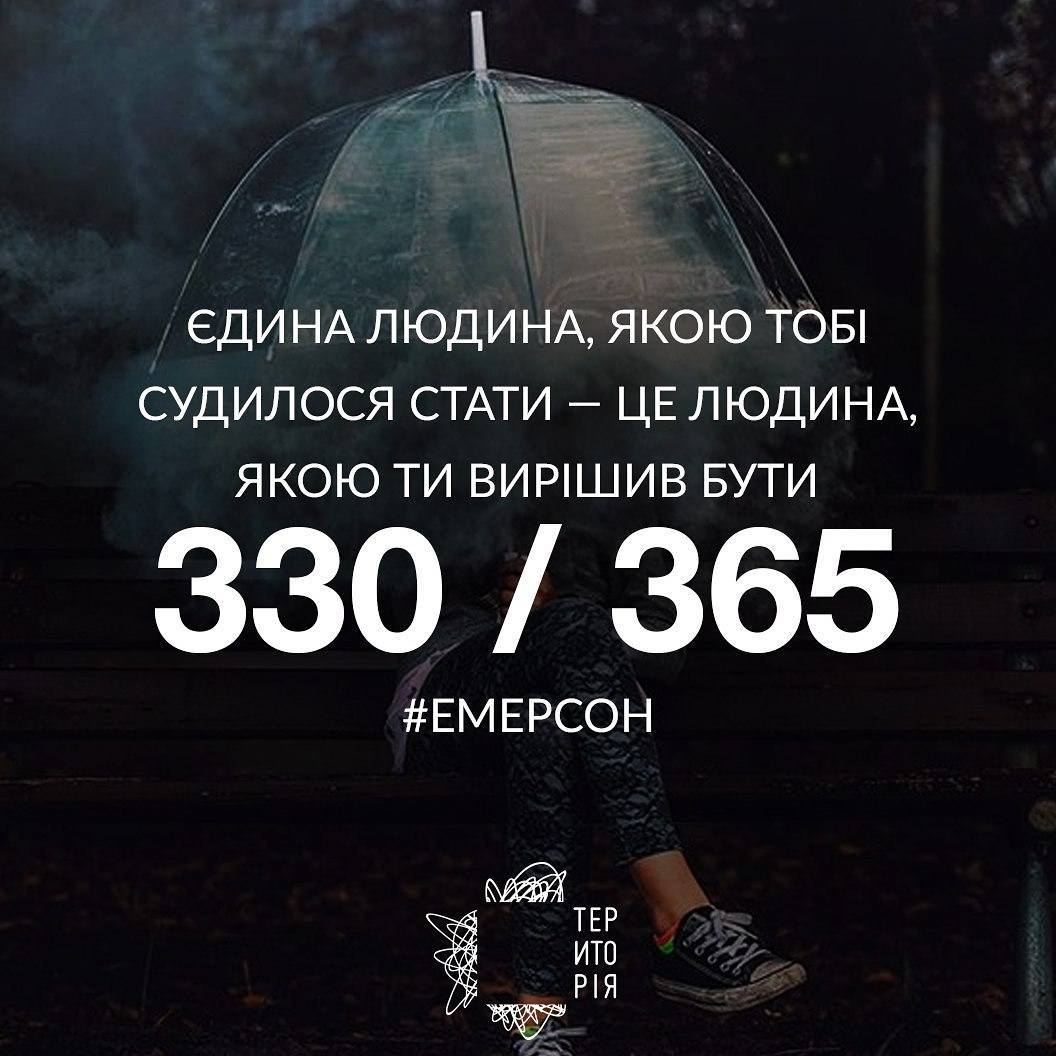 ЄДИНА ЛЮДИНА, ЯКОЮ ТОБІ
СУДИЛОСЯ СТАТИ – ЦЕ ЛЮДИНА,
ЯКОЮ ТИ ВИРІШИВ БУТИ
330 / 365
#ЕМЕРСОН
ТЕР
ИТО
РІЯ